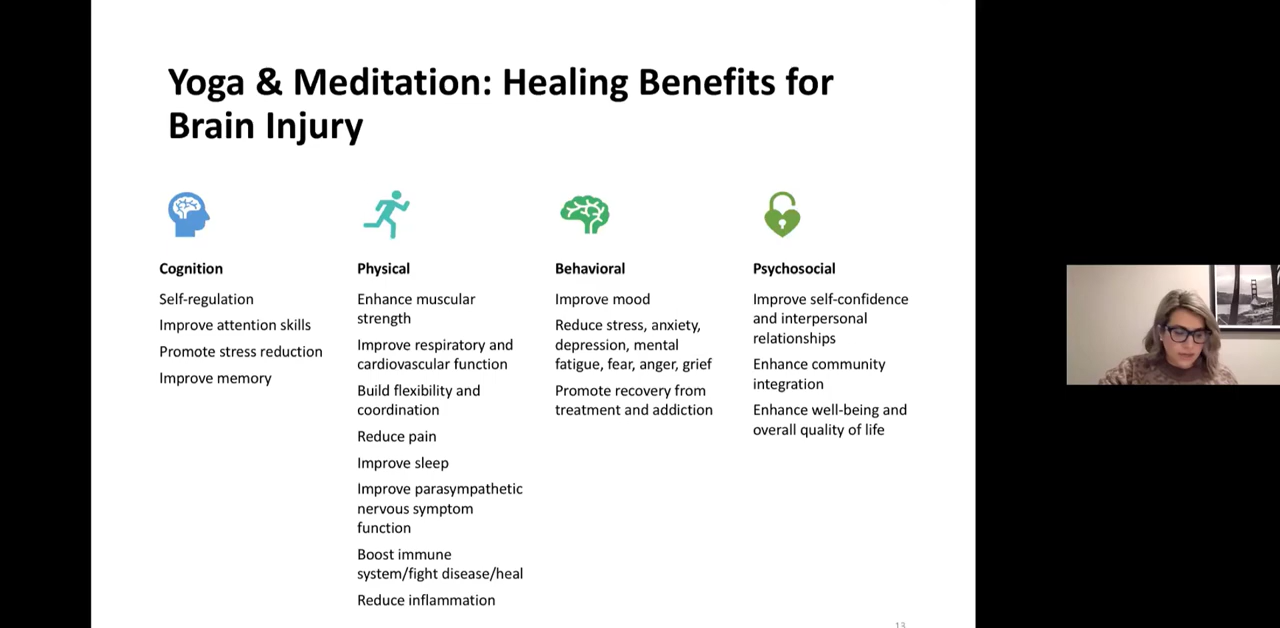 Yoga & Meditation: Healing Benefits for
Brain Injury
Cognition
Self-regulation
Improve attention skills
Promote stress reduction
Improve memory
Physical
Enhance muscular
strength
Improve respiratory and
cardiovascular function
Build flexibility and
coordination
Reduce pain
Improve sleep
Improve parasympathetic
nervous symptom
function
Boost immune
system/fight disease/heal
Reduce inflammation
Behavioral
Improve mood
Reduce stress, anxiety,
depression, mental
fatigue, fear, anger, grief
Promote recovery from
treatment and addiction
Psychosocial
Improve self-confidence
and interpersonal
relationships
Enhance community
integration
Enhance well-being and
overall quality of life
13